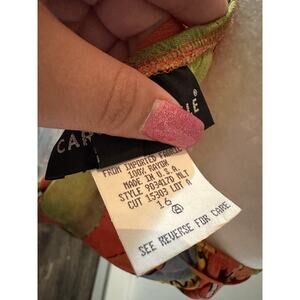 CAR
E®
FROM IMPORTED FABRIC
100% RAYON
MADE IN U.S.A.
STYLE 9034170 MLT
CUT 15303 LOT A
16
A
SEE REVERSE FOR CARE